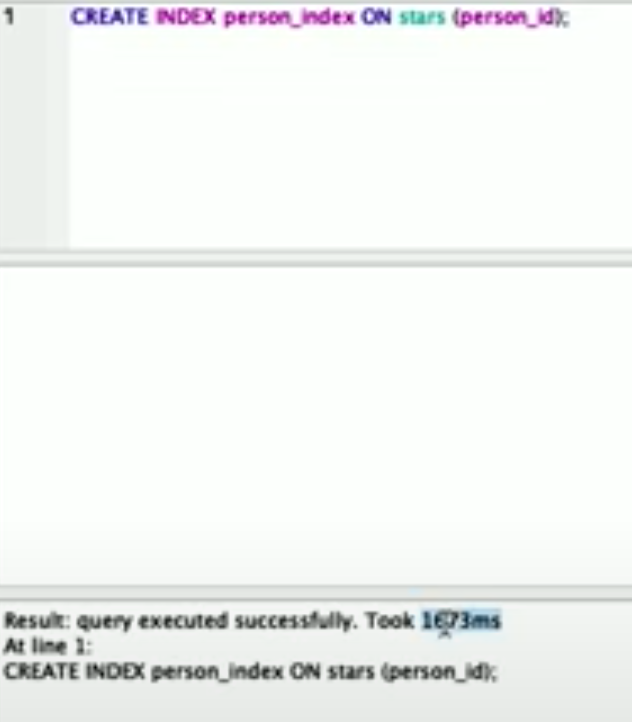 1 CREATE INDEX person_index ON stars (person_id);
Result: query executed successfully. Took 1673ms
At line 1:
CREATE INDEX person_index ON stars (person_id);